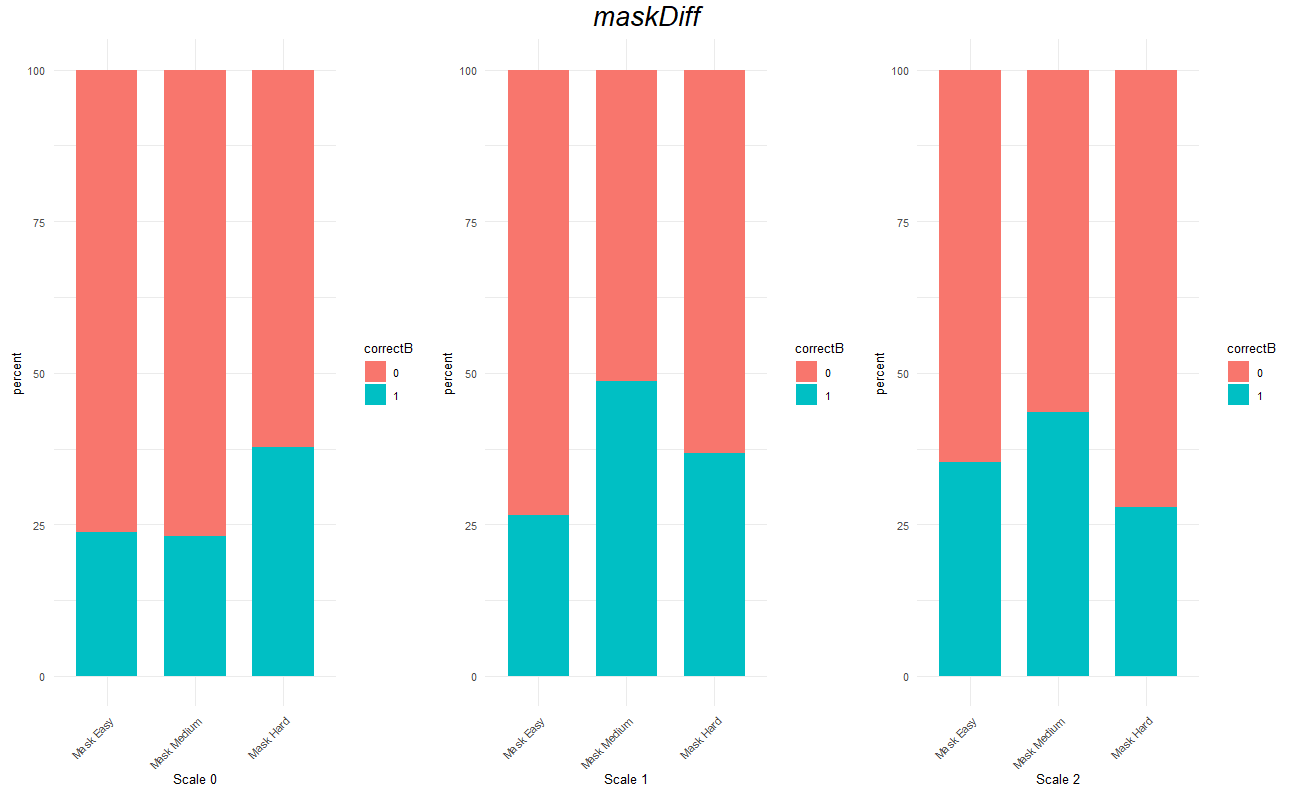 maskDiff
100
75
50
25
0
percent
Mask Easy
Mask Medium
Mask Hard
Scale 0
correctB
0
1
100
75
50
25
0
percent
Mask Easy
Mask Medium
Mask Hard
Scale 1
correctB
0
1
100
75
50
25
0
percent
Mask Easy
Mask Medium
Mask Hard
Scale 2
correctB
0
1